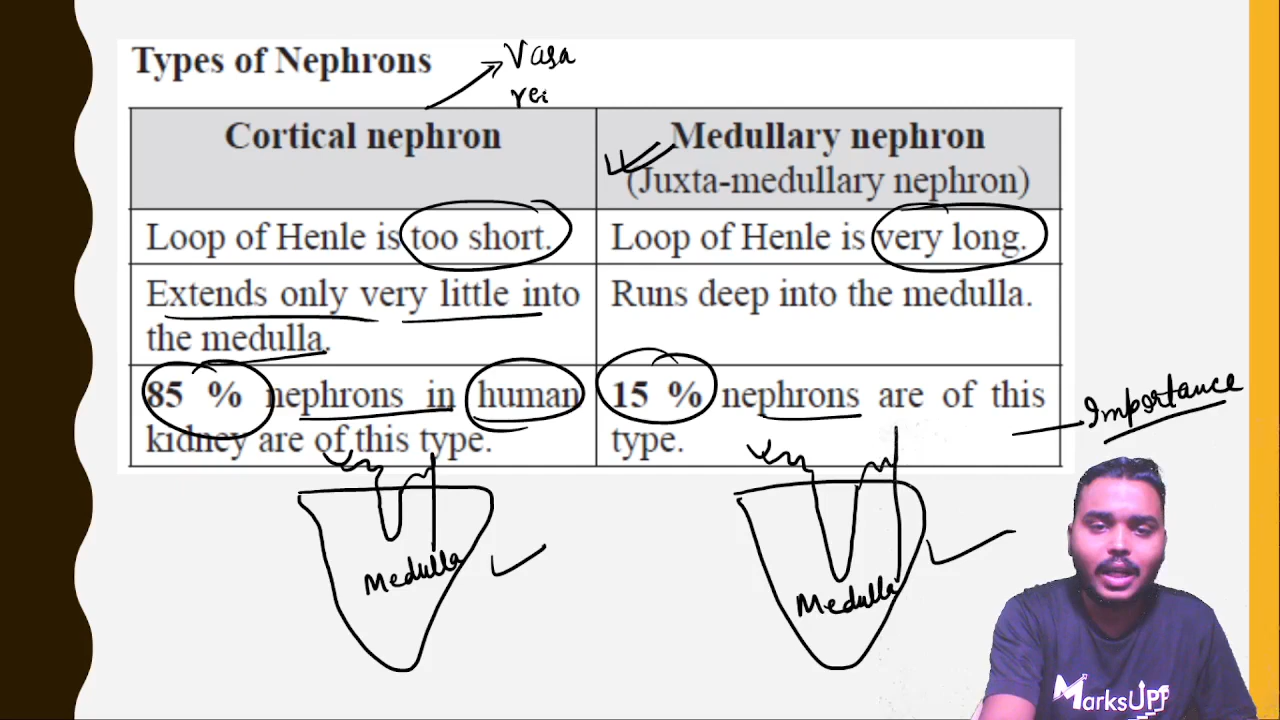 Types of Nephrons
Vasa
rei
Cortical nephron
Medullary nephron
(Juxta-medullary nephron)
Loop of Henle is too short.
Loop of Henle is very long.
Extends only very little into
the medulla.
Runs deep into the medulla.
85 % nephrons in human
kidney are of this type.
15 % nephrons are of this
type.
Importance
Medulla
Medulla
MarksUp